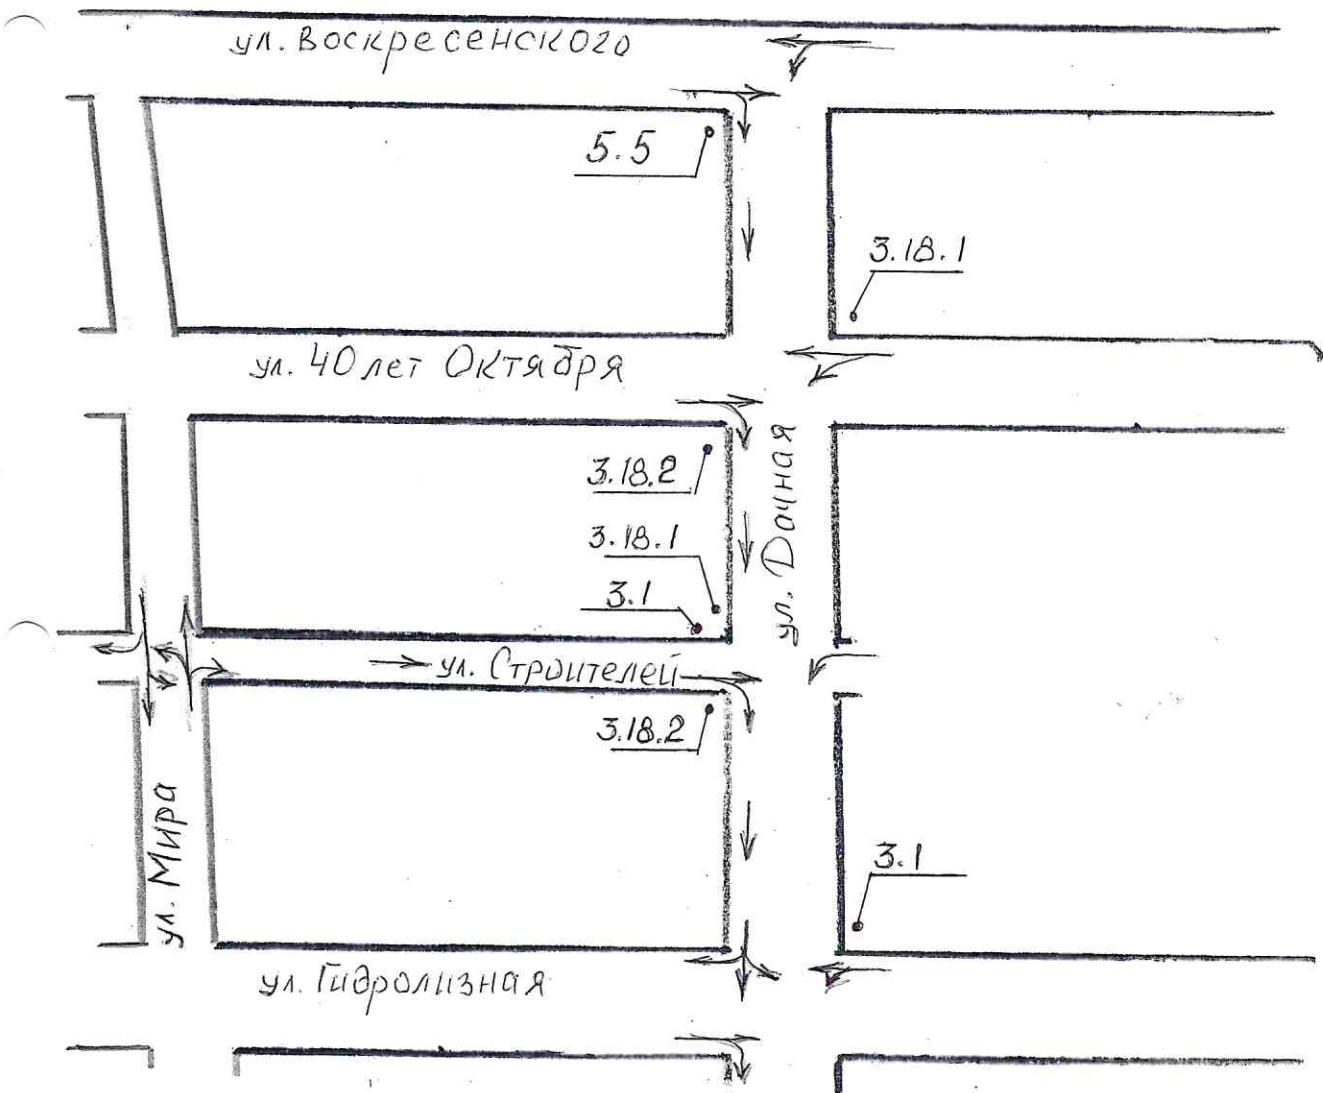 ул. Воскресенского
5.5
3.18.1
ул. 40 лет Октября
3.18.2
3.18.1
3.1
ул. Дачная
ул. Строителей
3.18.2
ул. Мира
3.1
ул. Гидролизная